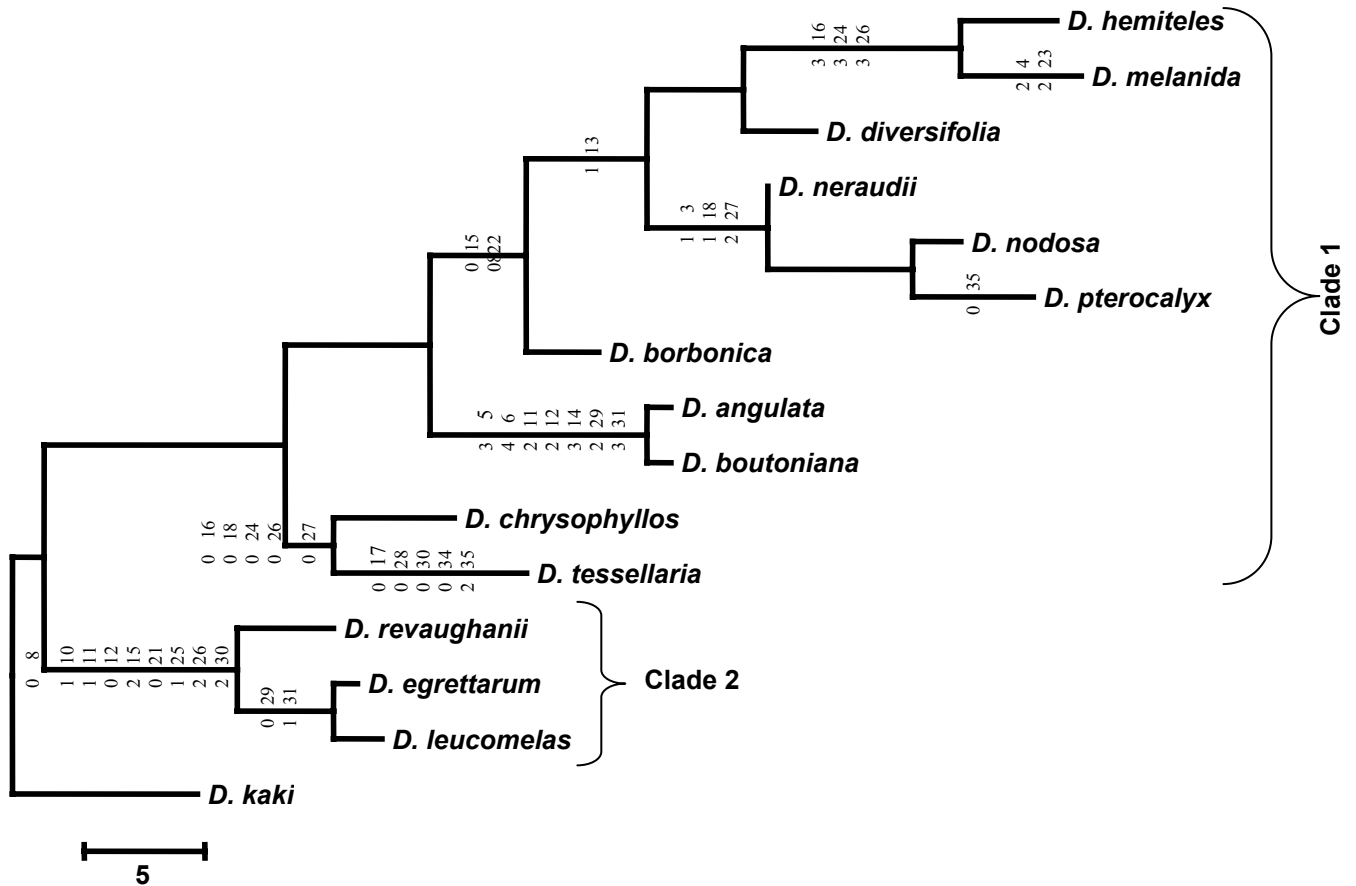 D. hemiteles
16 24 26
3 3 3
4 23
2 2
D. melanida
D. diversifolia
13
1
D. neraudii
3 18 27
1 1 2
D. nodosa
35
0
D. pterocalyx
Clade 1
15 22
0 08
D. borbonica
D. angulata
5 6 11 12 14 29 31
3 4 2 2 3 2 3
D. boutoniana
D. chrysophyllos
16 18 24 26 27
0 0 0 0 0
17 28 30 34 35
0 0 0 0 2
D. tessellaria
D. revaughanii
8 10 11 12 15 21 25 26 30
0 1 1 0 2 0 1 2 2
D. egrettarum
Clade 2
29 31
0 1
D. leucomelas
D. kaki
5